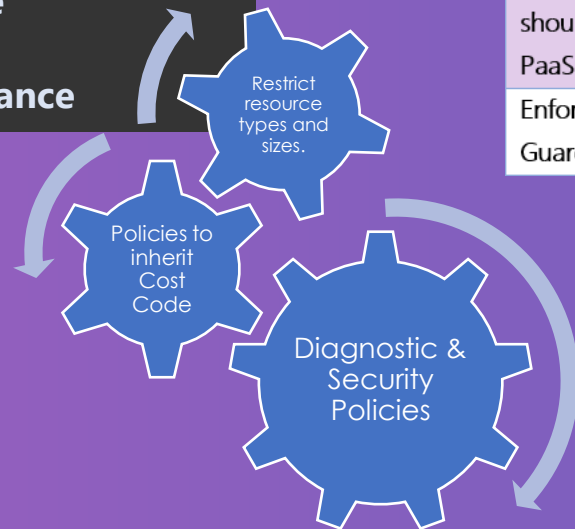 ance
shou
PaaS
Enfor
Guar
Restrict
resource
types and
sizes.
Policies to
inherit
Cost
Code
Diagnostic &
Security
Policies